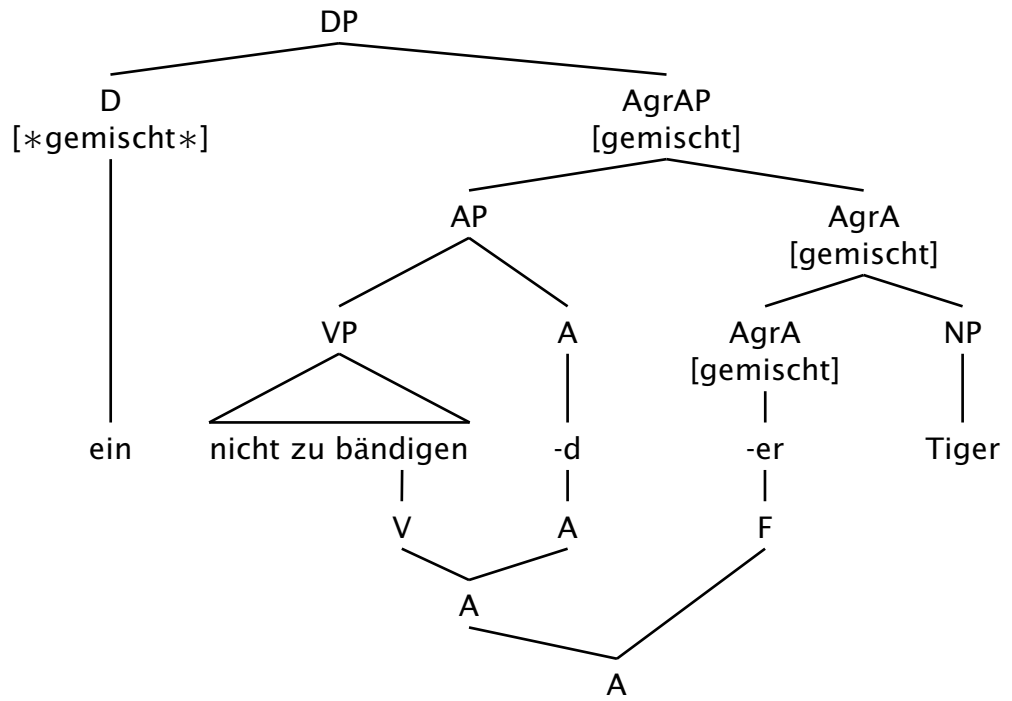 DP
D AgrAP
[∗gemischt∗] [gemischt]
AP AgrA
[gemischt]
VP A AgrA NP
[gemischt]
ein nicht zu bändigen -d -er Tiger
V A F
A
A